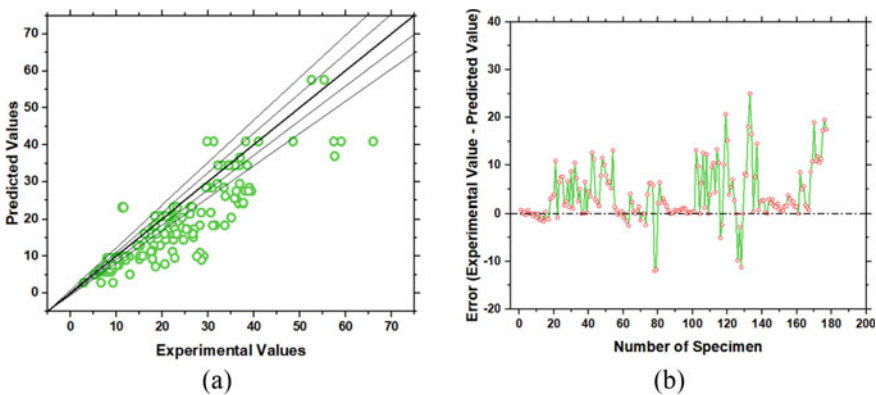 70
60
50
40
30
20
10
0
Predicted Values
0 10 20 30 40 50 60 70
Experimental Values
(a)
40
30
20
10
0
-10
-20
Error (Experimental Value - Predicted Value)
0 20 40 60 80 100 120 140 160 180 200
Number of Specimen
(b)